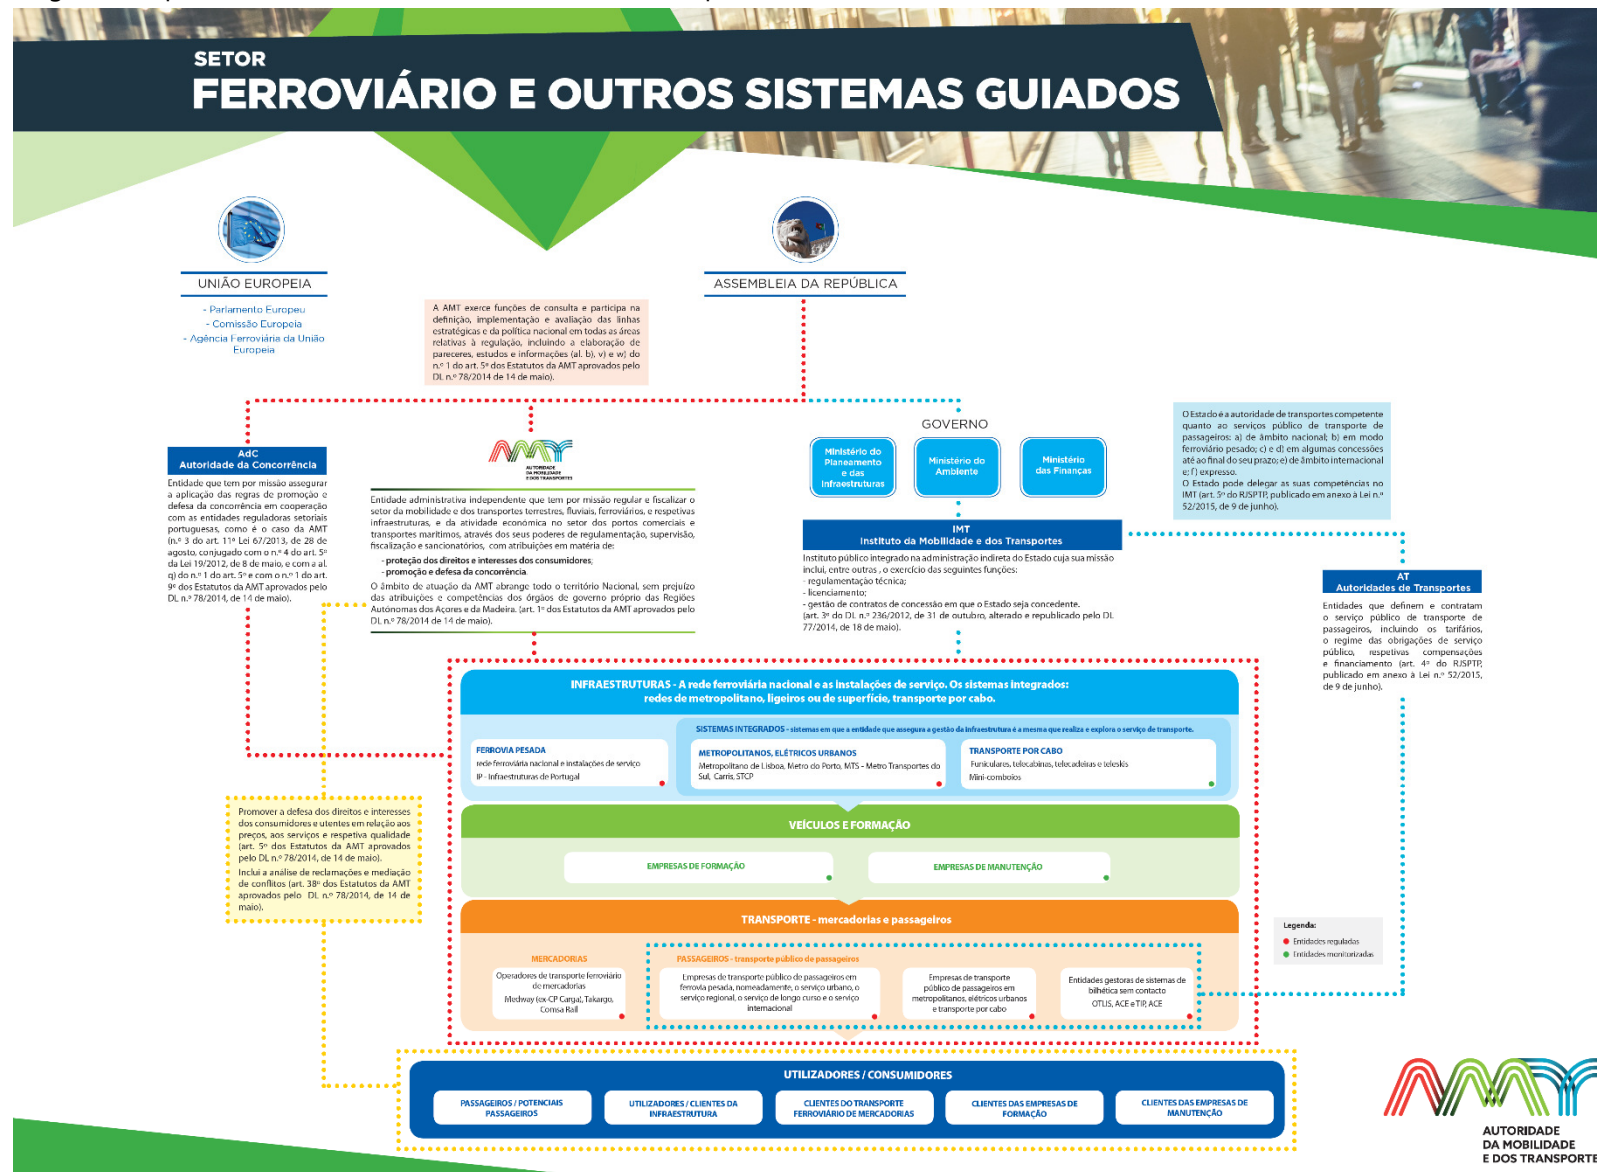 SETOR
FERROVIÁRIO E OUTROS SISTEMAS GUIADOS
UNIÃO EUROPEIA
- Parlamento Europeu
- Comissão Europeia
- Agência Ferroviária da União
Europeia
ASSEMBLEIA DA REPÚBLICA
A AMT exerce funções de consulta e participa na
definição, implementação e avaliação das linhas
estratégicas e da política nacional em todas as áreas
relativas à regulação, incluindo a elaboração de
pareceres, estudos e informações (al. b), v) e w) do
n.º 1 do art. 5º dos Estatutos da AMT aprovados pelo
DL n.º 78/2014 de 14 de maio).
GOVERNO
Ministério do
Planeamento
e das
Infraestruturas
Ministério do
Ambiente
Ministério
das Finanças
O Estado é a autoridade de transportes competente
quanto ao serviços público de transporte de
passageiros: a) de âmbito nacional; b) em modo
ferroviário pesado; c) e d) em algumas concessões
até ao final do seu prazo; e) de âmbito internacional
e; f) expresso.
O Estado pode delegar as suas competências no
IMT (art. 5º do RJSPTP, publicado em anexo à Lei n.º
52/2015, de 9 de junho).
AdC
Autoridade da Concorrência
Entidade que tem por missão assegurar
a aplicação das regras de promoção e
defesa da concorrência em cooperação
com as entidades reguladoras setoriais
portuguesas, como é o caso da AMT
(n.º 3 do art. 11º Lei 67/2013, de 28 de
agosto, conjugado com o n.º 4 do art. 5º
da Lei 19/2012, de 8 de maio, e com a al.
q) do n.º 1 do art. 5º e com o n.º 1 do art.
9º dos Estatutos da AMT aprovados pelo
DL n.º 78/2014, de 14 de maio).
AUTORIDADE
DA MOBILIDADE
E DOS TRANSPORTES
Entidade administrativa independente que tem por missão regular e fiscalizar o
setor da mobilidade e dos transportes terrestres, fluviais, ferroviários, e respetivas
infraestruturas, e da atividade económica no setor dos portos comerciais e
transportes marítimos, através dos seus poderes de regulamentação, supervisão,
fiscalização e sancionatórios, com atribuições em matéria de:
- proteção dos direitos e interesses dos consumidores;
- promoção e defesa da concorrência.
O âmbito de atuação da AMT abrange todo o território Nacional, sem prejuízo
das atribuições e competências dos órgãos de governo próprio das Regiões
Autónomas dos Açores e da Madeira. (art. 1º dos Estatutos da AMT aprovados pelo
DL n.º 78/2014 de 14 de maio).
IMT
Instituto da Mobilidade e dos Transportes
Instituto público integrado na administração indireta do Estado cuja sua missão
inclui, entre outras , o exercício das seguintes funções:
- regulamentação técnica;
- licenciamento;
- gestão de contratos de concessão em que o Estado seja concedente.
(art. 3º do DL n.º 236/2012, de 31 de outubro, alterado e republicado pelo DL
77/2014, de 18 de maio).
AT
Autoridades de Transportes
Entidades que definem e contratam
o serviço público de transporte de
passageiros, incluindo os tarifários,
o regime das obrigações de serviço
público, respetivas compensações
e financiamento (art. 4º do RJSPTP,
publicado em anexo à Lei n.º 52/2015,
de 9 de junho).
INFRAESTRUTURAS - A rede ferroviária nacional e as instalações de serviço. Os sistemas integrados:
redes de metropolitano, ligeiros ou de superfície, transporte por cabo.
SISTEMAS INTEGRADOS - sistemas em que a entidade que assegura a gestão da infraestrutura é a mesma que realiza e explora o serviço de transporte.
FERROVIA PESADA
rede ferroviária nacional e instalações de serviço
IP - Infraestruturas de Portugal
METROPOLITANOS, ELÉTRICOS URBANOS
Metropolitano de Lisboa, Metro do Porto, MTS - Metro Transportes do
Sul, Carris, STCP
TRANSPORTE POR CABO
Funiculares, telecabinas, telecadeiras e teleskis
Mini-comboios
VEÍCULOS E FORMAÇÃO
EMPRESAS DE FORMAÇÃO
EMPRESAS DE MANUTENÇÃO
Promover a defesa dos direitos e interesses
dos consumidores e utentes em relação aos
preços, aos serviços e respetiva qualidade
(art. 5º dos Estatutos da AMT aprovados
pelo DL n.º 78/2014, de 14 de maio).
Inclui a análise de reclamações e mediação
de conflitos (art. 38º dos Estatutos da AMT
aprovados pelo DL n.º 78/2014, de 14 de
maio).
TRANSPORTE - mercadorias e passageiros
MERCADORIAS
Operadores de transporte ferroviário
de mercadorias
Medway (ex-CP Carga), Takargo,
Comsa Rail
PASSAGEIROS - transporte público de passageiros
Empresas de transporte público de passageiros em
ferrovia pesada, nomeadamente, o serviço urbano, o
serviço regional, o serviço de longo curso e o serviço
internacional
Empresas de transporte
público de passageiros em
metropolitanos, elétricos urbanos
e transporte por cabo
Entidades gestoras de sistemas de
bilhética sem contacto
OTLIS, ACE e TIP, ACE
Legenda:
Entidades reguladas
Entidades monitorizadas
UTILIZADORES / CONSUMIDORES
PASSAGEIROS / POTENCIAIS
PASSAGEIROS
UTILIZADORES / CLIENTES DA
INFRAESTRUTURA
CLIENTES DO TRANSPORTE
FERROVIÁRIO DE MERCADORIAS
CLIENTES DAS EMPRESAS DE
FORMAÇÃO
CLIENTES DAS EMPRESAS DE
MANUTENÇÃO
AUTORIDADE
DA MOBILIDADE
E DOS TRANSPORTE